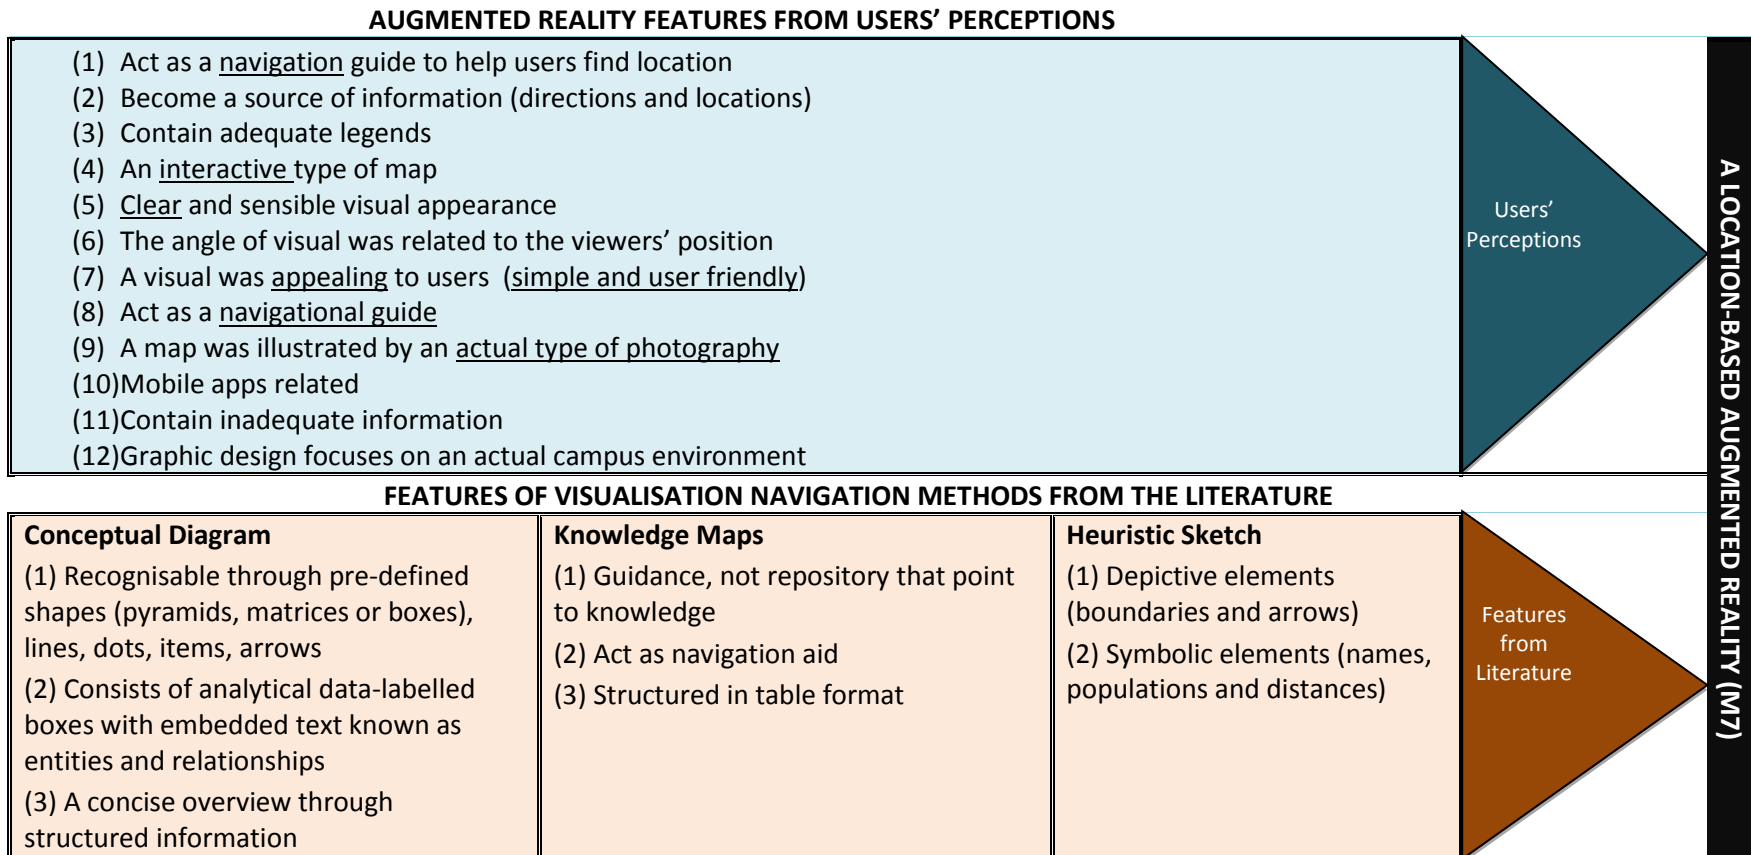 AUGMENTED REALITY FEATURES FROM USERS’ PERCEPTIONS
(1) Act as a navigation guide to help users find location
(2) Become a source of information (directions and locations)
(3) Contain adequate legends
(4) An interactive type of map
(5) Clear and sensible visual appearance
(6) The angle of visual was related to the viewers’ position
(7) A visual was appealing to users (simple and user friendly)
(8) Act as a navigational guide
(9) A map was illustrated by an actual type of photography
(10)Mobile apps related
(11)Contain inadequate information
(12)Graphic design focuses on an actual campus environment
Users’
Perceptions
FEATURES OF VISUALISATION NAVIGATION METHODS FROM THE LITERATURE
Conceptual Diagram
(1) Recognisable through pre-defined
shapes (pyramids, matrices or boxes),
lines, dots, items, arrows
(2) Consists of analytical data-labelled
boxes with embedded text known as
entities and relationships
(3) A concise overview through
structured information
Knowledge Maps
(1) Guidance, not repository that point
to knowledge
(2) Act as navigation aid
(3) Structured in table format
Heuristic Sketch
(1) Depictive elements
(boundaries and arrows)
(2) Symbolic elements (names,
populations and distances)
Features
from
Literature
A LOCATION-BASED AUGMENTED REALITY (M7)